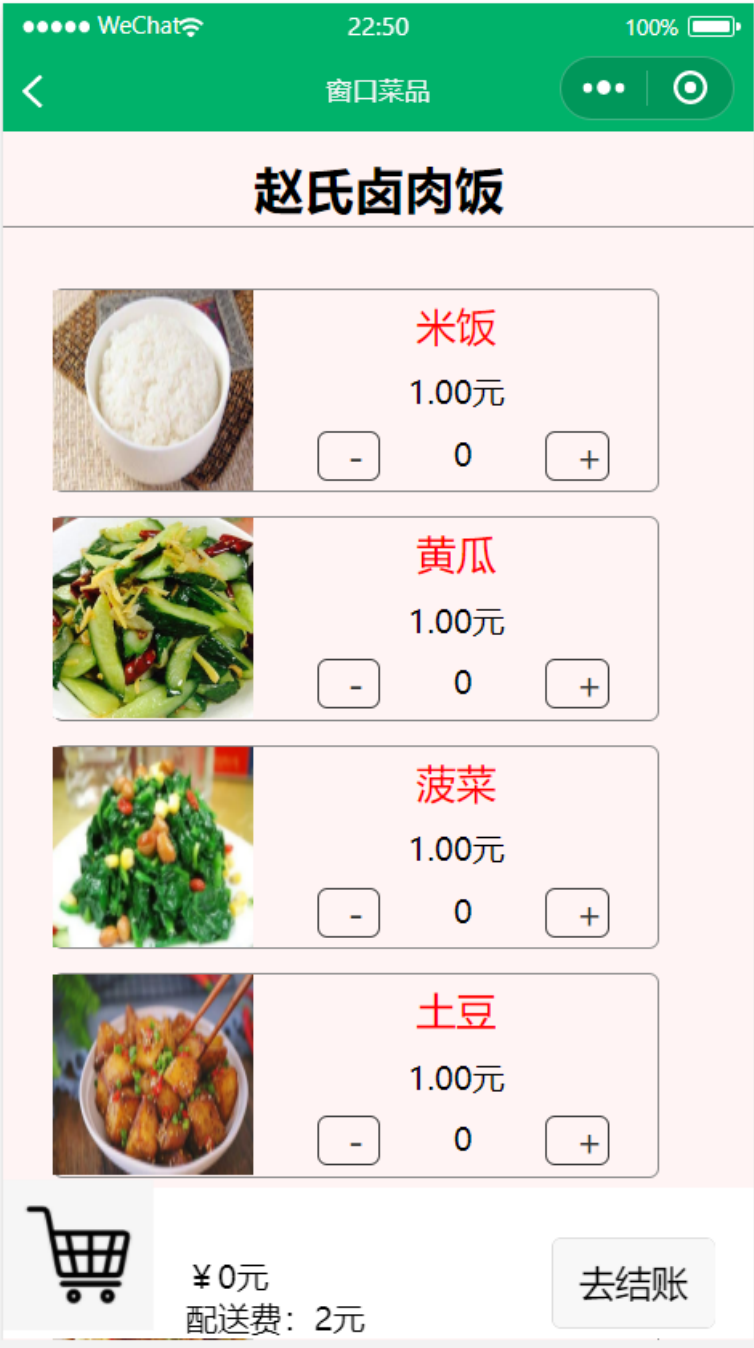 WeChat 22:50 100%
窗口菜品
赵氏卤肉饭
米饭
1.00元
- 0 +
黄瓜
1.00元
- 0 +
菠菜
1.00元
- 0 +
土豆
1.00元
- 0 +
¥0元
配送费：2元
去结账